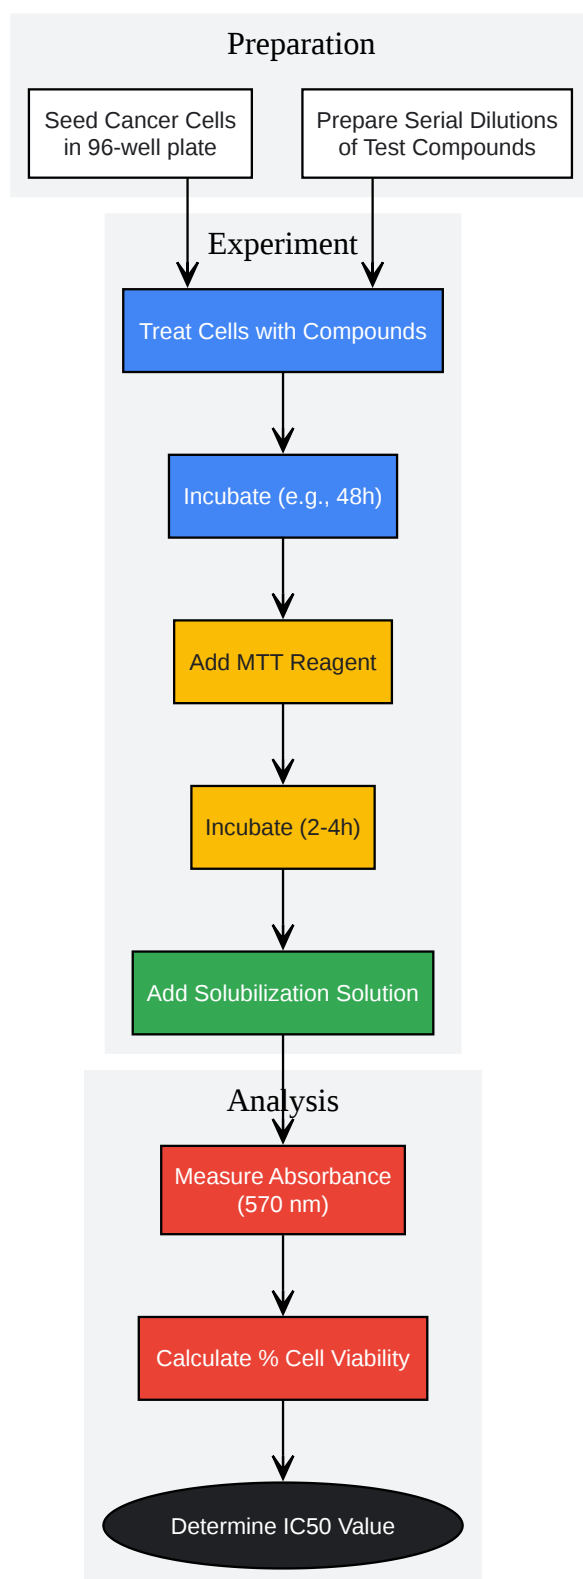 Preparation
Seed Cancer Cells
in 96-well plate
Prepare Serial Dilutions
of Test Compounds
Experiment
Treat Cells with Compounds
Incubate (e.g., 48h)
Add MTT Reagent
Incubate (2-4h)
Add Solubilization Solution
Analysis
Measure Absorbance
(570 nm)
Calculate % Cell Viability
Determine IC50 Value